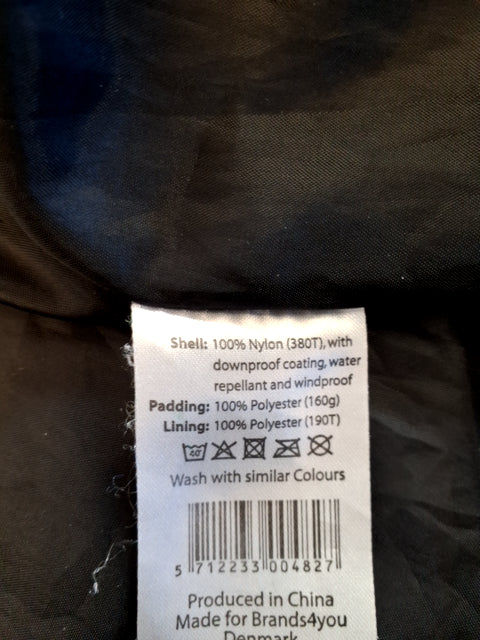 Shell: 100% Nylon (380T), with
downproof coating, water
repellant and windproof
Padding: 100% Polyester (160g)
Lining: 100% Polyester (190T)
40°
Wash with similar Colours
5 712233 004827
Produced in China
Made for Brands4you
Denmark